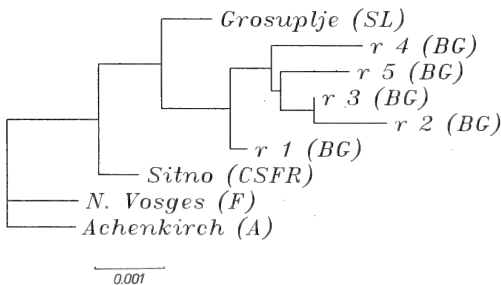 Grosuplje (SL)
r 4 (BG)
r 5 (BG)
r 3 (BG)
r 2 (BG)
r 1 (BG)
Sitno (CSFR)
N. Vosges (F)
Achenkirch (A)
0.001